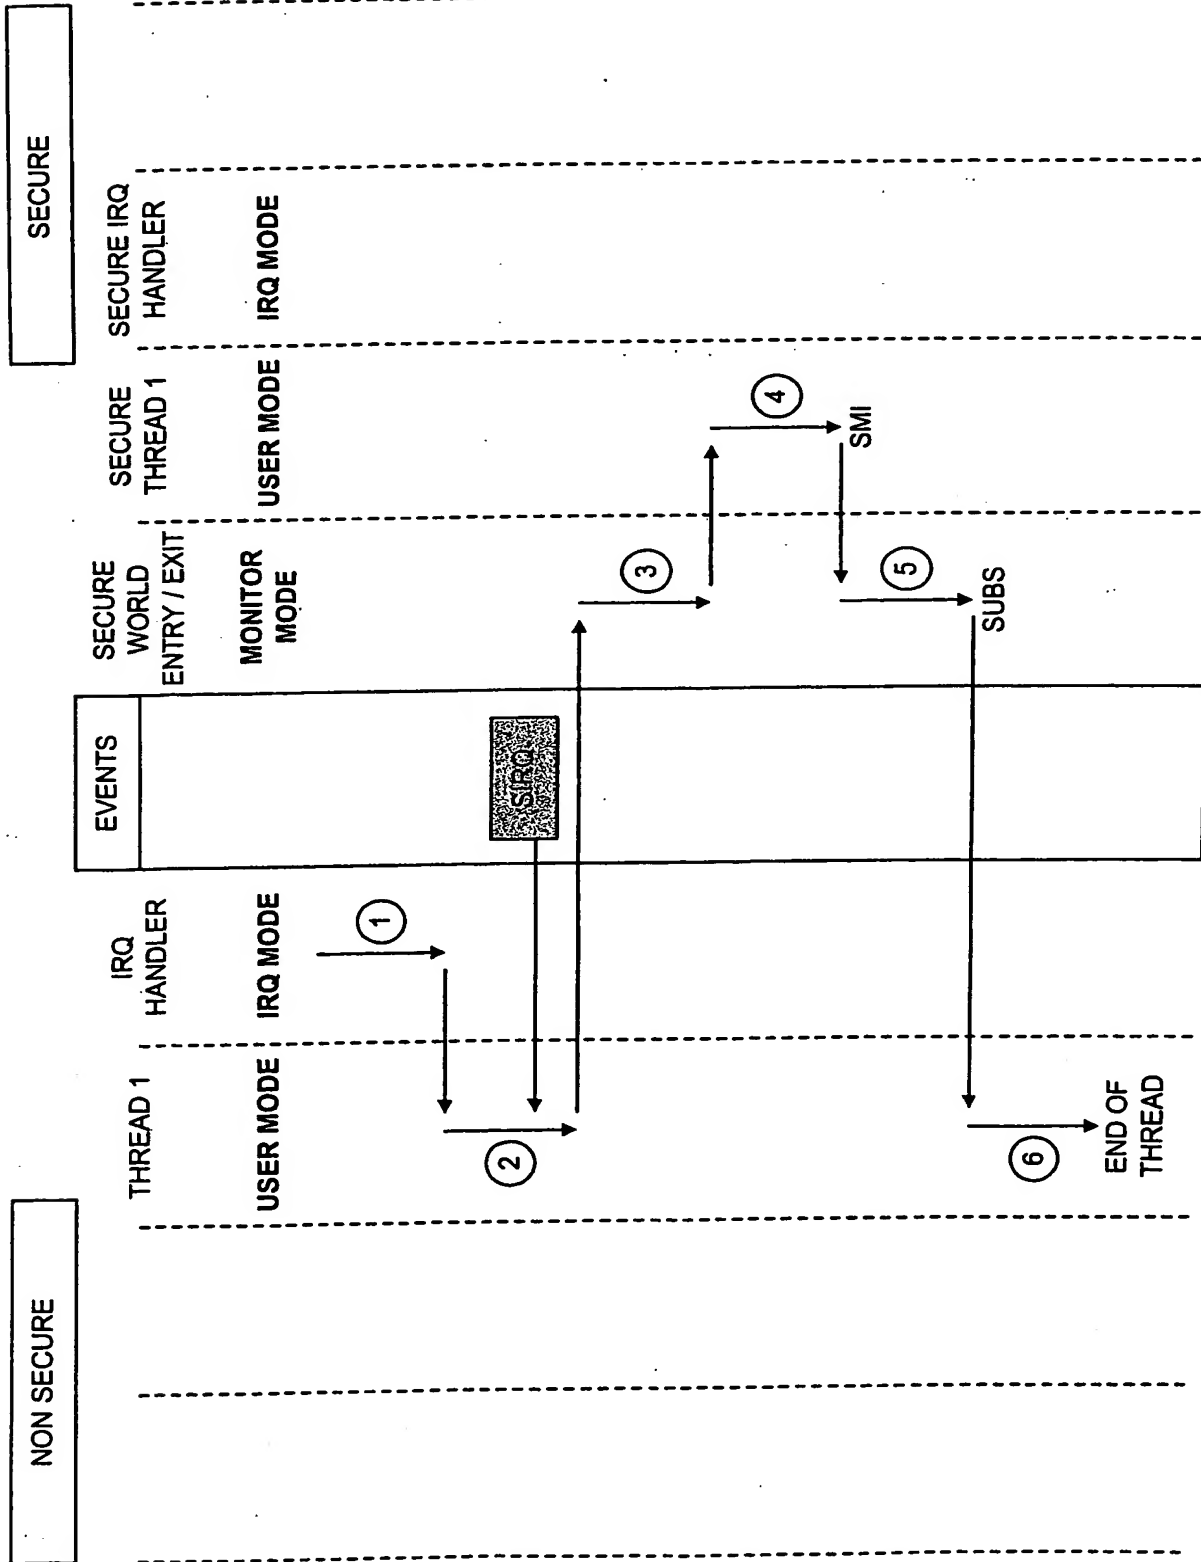 NON SECURE
SECURE
THREAD 1
IRQ
HANDLER
EVENTS
SECURE
WORLD
ENTRY / EXIT
SECURE
THREAD 1
SECURE IRQ
HANDLER
USER MODE
IRQ MODE
MONITOR
MODE
USER MODE
IRQ MODE
1
2
SIRQ
3
4
SMI
5
SUBS
6
END OF
THREAD